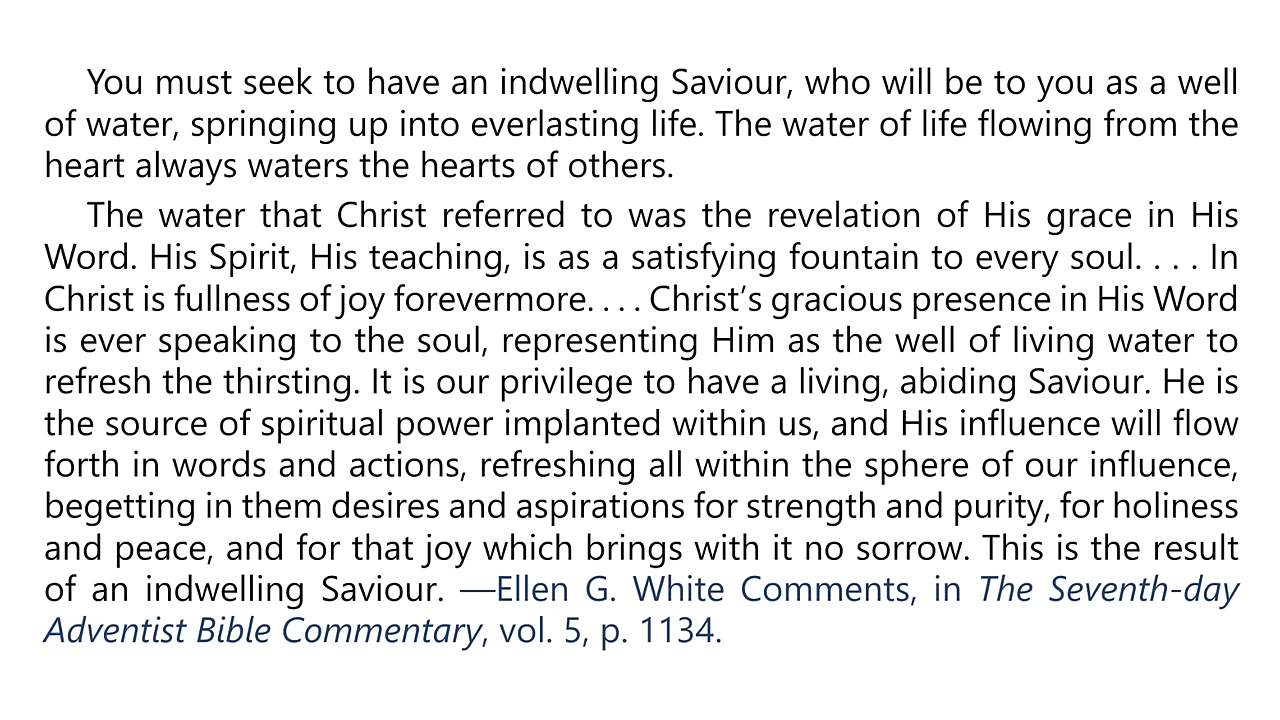 You must seek to have an indwelling Saviour, who will be to you as a well
of water, springing up into everlasting life. The water of life flowing from the
heart always waters the hearts of others.
The water that Christ referred to was the revelation of His grace in His
Word. His Spirit, His teaching, is as a satisfying fountain to every soul. . . . In
Christ is fullness of joy forevermore. . . . Christ’s gracious presence in His Word
is ever speaking to the soul, representing Him as the well of living water to
refresh the thirsting. It is our privilege to have a living, abiding Saviour. He is
the source of spiritual power implanted within us, and His influence will flow
forth in words and actions, refreshing all within the sphere of our influence,
begetting in them desires and aspirations for strength and purity, for holiness
and peace, and for that joy which brings with it no sorrow. This is the result
of an indwelling Saviour. —Ellen G. White Comments, in The Seventh-day
Adventist Bible Commentary, vol. 5, p. 1134.